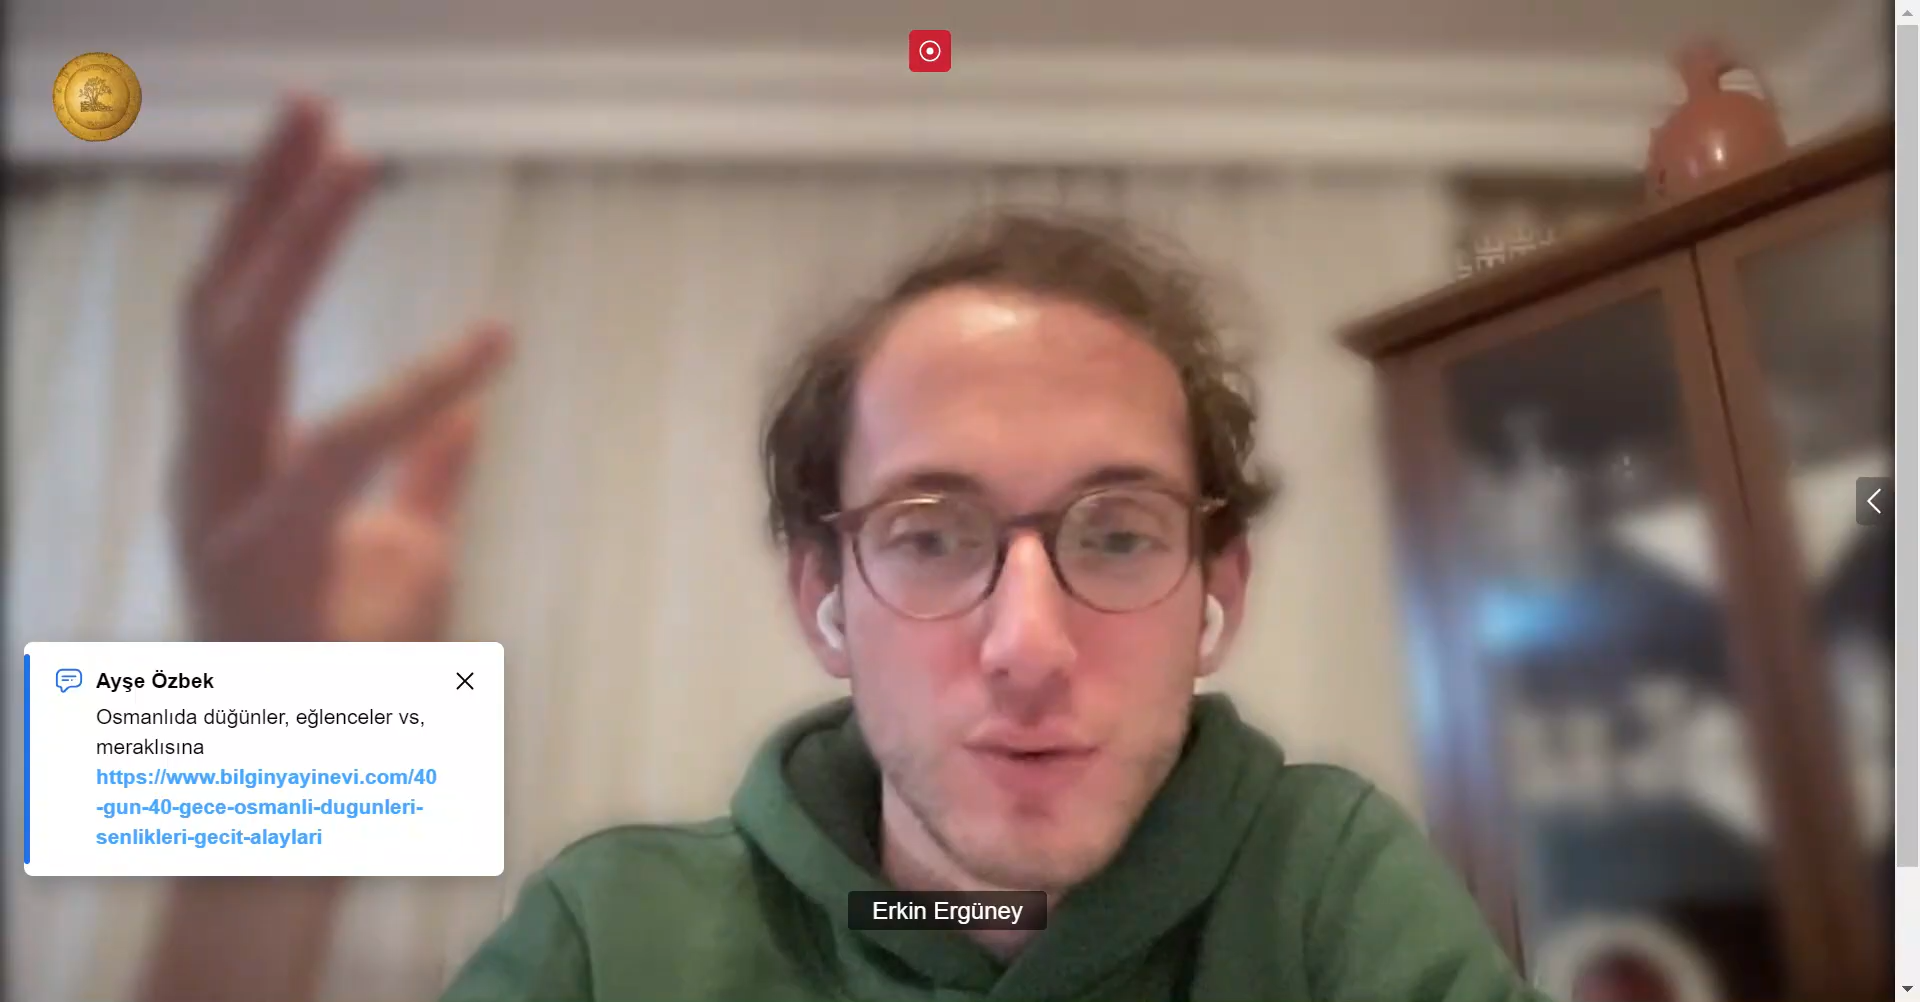 Ayşe Özbek
Osmanlıda düğünler, eğlenceler vs,
meraklısına
https://www.bilginyayinevi.com/40
-gun-40-gece-osmanli-dugunleri-
senlikleri-gecit-alaylari
Erkin Ergüney